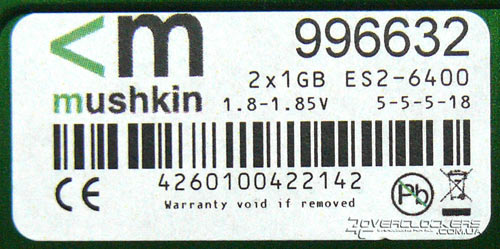 <m 996632
mushkin
2x1GB ES2-6400
1.8-1.85V 5-5-5-18
4260100422142
CE Pb
Warranty void if removed
OVERCLOCKERS
.COM.UA